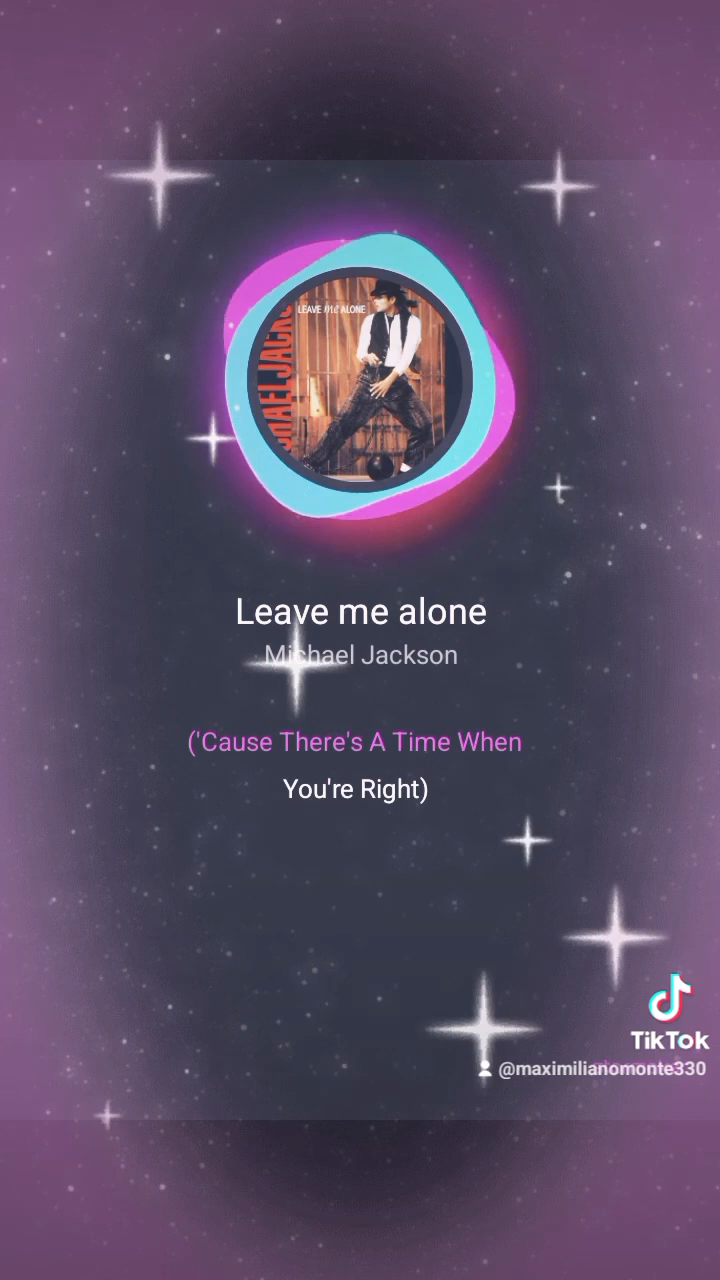 LEAVE ME ALONE
Leave me alone
Michael Jackson
('Cause There's A Time When
You're Right)
TikTok
@maximilianomonte330